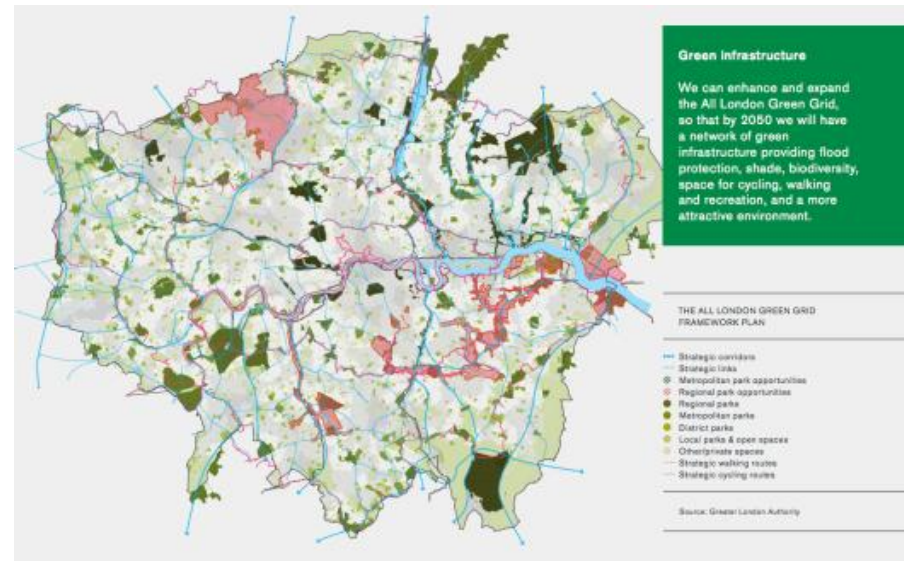 Green Infrastructure
We can enhance and expand
the All London Green Grid,
so that by 2050 we will have
a network of green
infrastructure providing flood
protection, shade, biodiversity,
space for cycling, walking
and recreation, and a more
attractive environment.
THE ALL LONDON GREEN GRID
FRAMEWORK PLAN
Strategic corridors
Strategic links
Metropolitan park opportunities
Regional park opportunities
Regional parks
Metropolitan parks
District parks
Local parks & open spaces
Other/private spaces
Strategic walking routes
Strategic cycling routes
Source: Greater London Authority